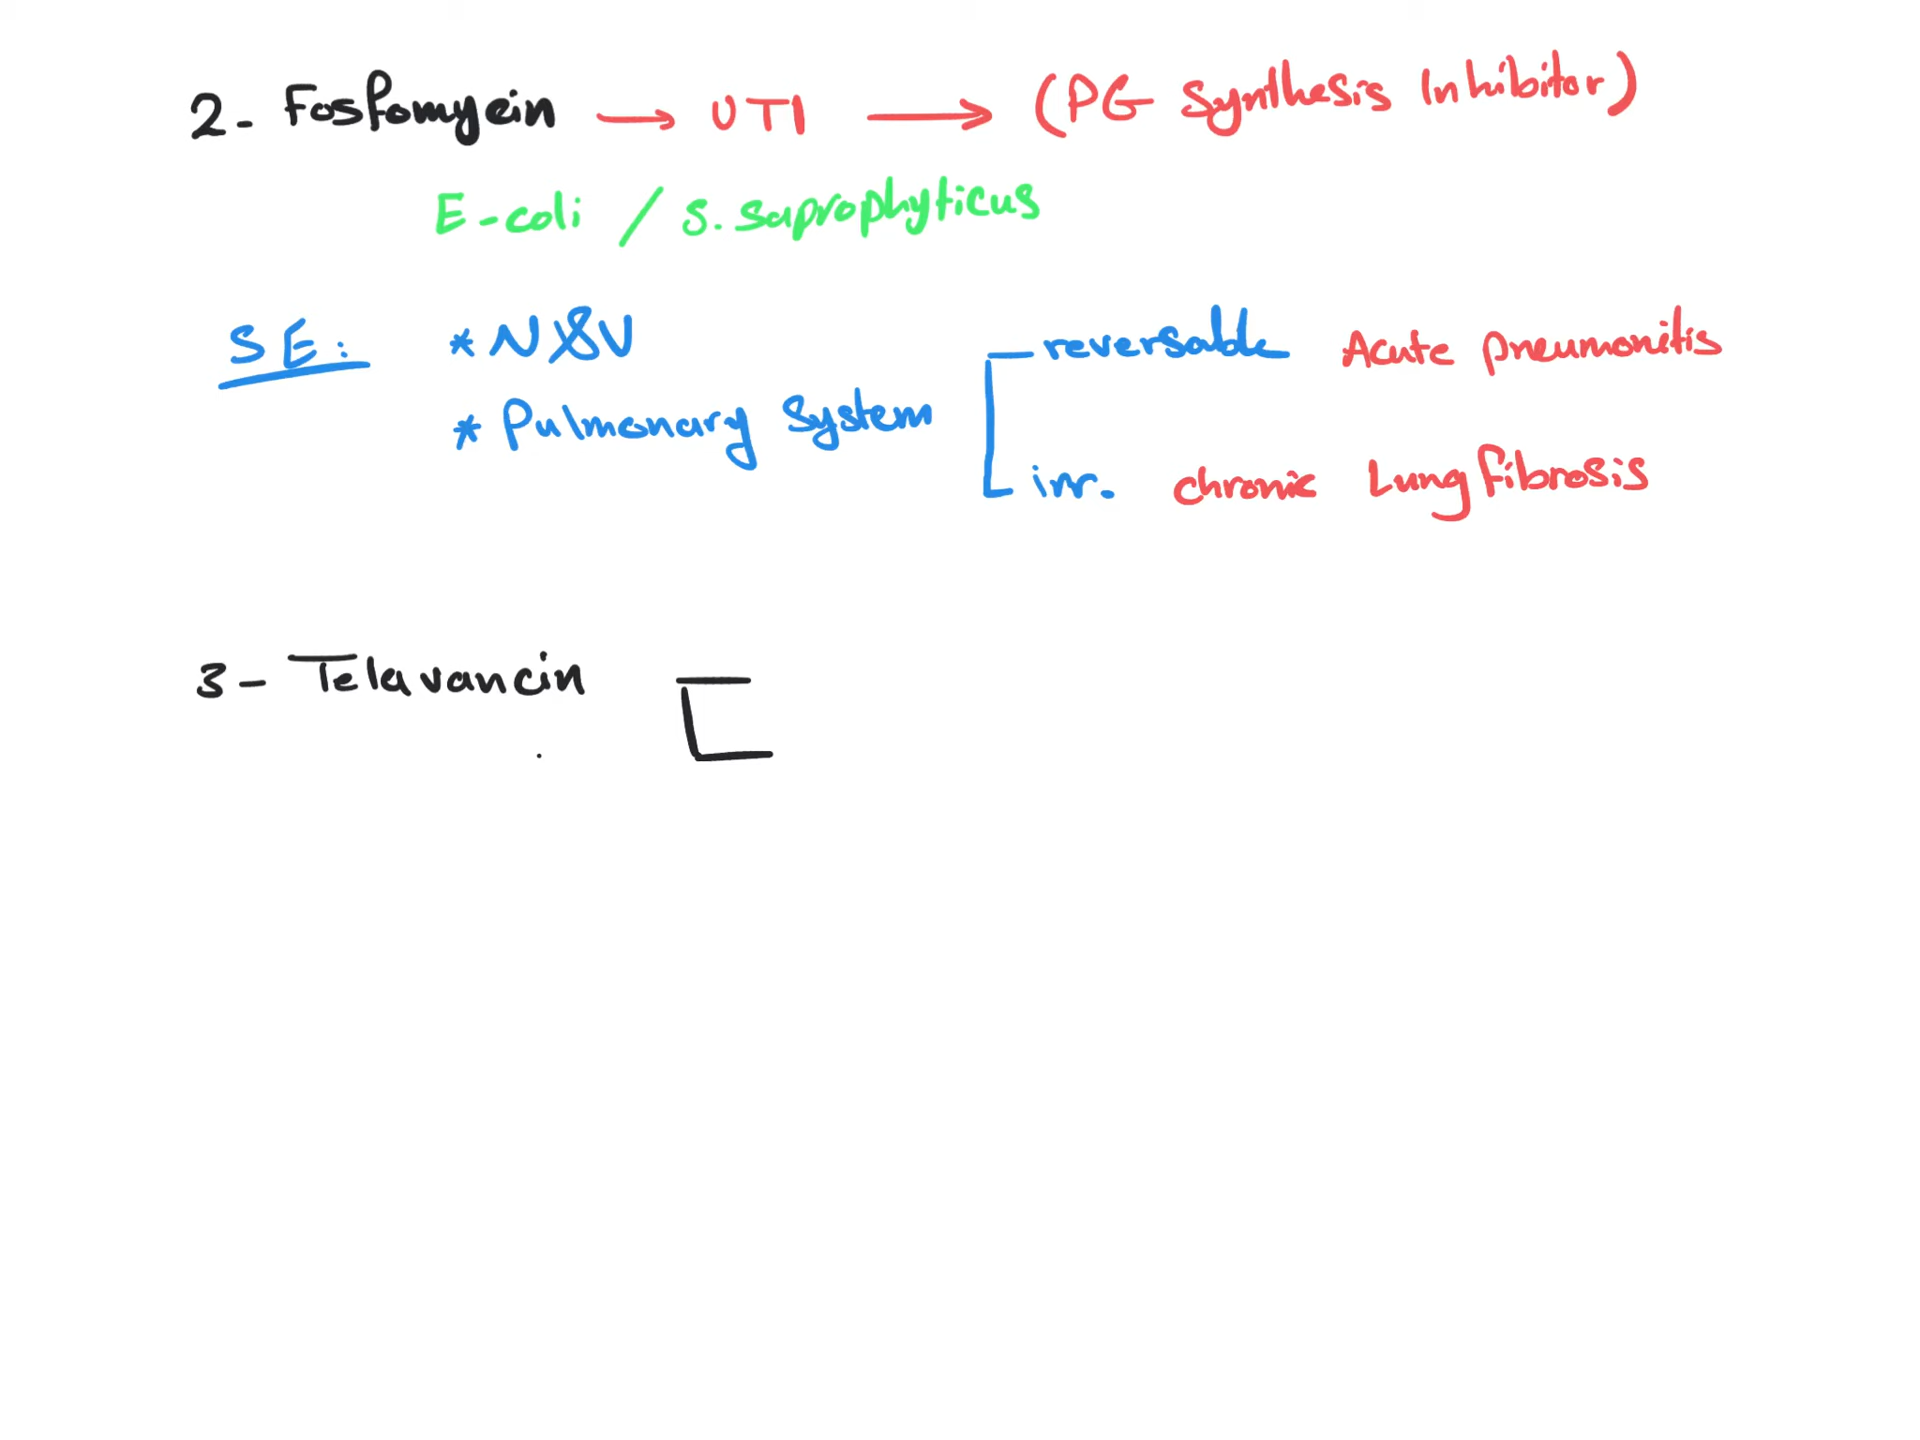 2- Fosfomycin → UTI → (PG Synthesis Inhibitor)
E-coli / S. saprophyticus
SE: * N&V
reversable Acute pneumonitis
* Pulmonary System
irr. chronic Lung fibrosis
3- Telavancin